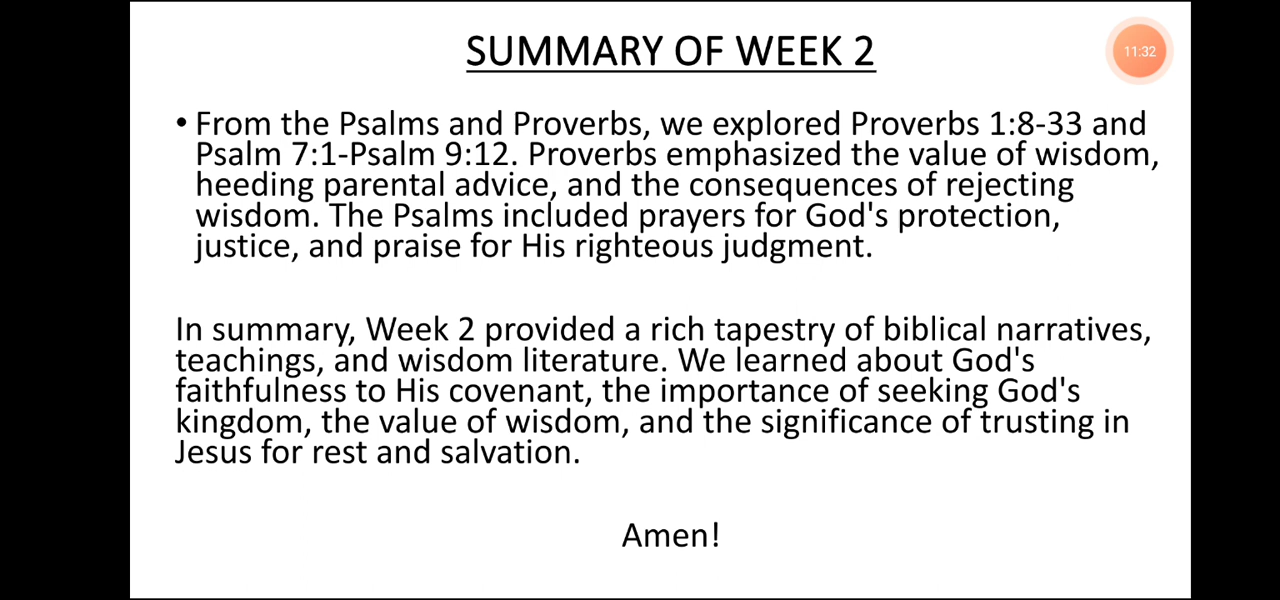 SUMMARY OF WEEK 2
11:32
• From the Psalms and Proverbs, we explored Proverbs 1:8-33 and
Psalm 7:1-Psalm 9:12. Proverbs emphasized the value of wisdom,
heeding parental advice, and the consequences of rejecting
wisdom. The Psalms included prayers for God's protection,
justice, and praise for His righteous judgment.
In summary, Week 2 provided a rich tapestry of biblical narratives,
teachings, and wisdom literature. We learned about God's
faithfulness to His covenant, the importance of seeking God's
kingdom, the value of wisdom, and the significance of trusting in
Jesus for rest and salvation.
Amen!